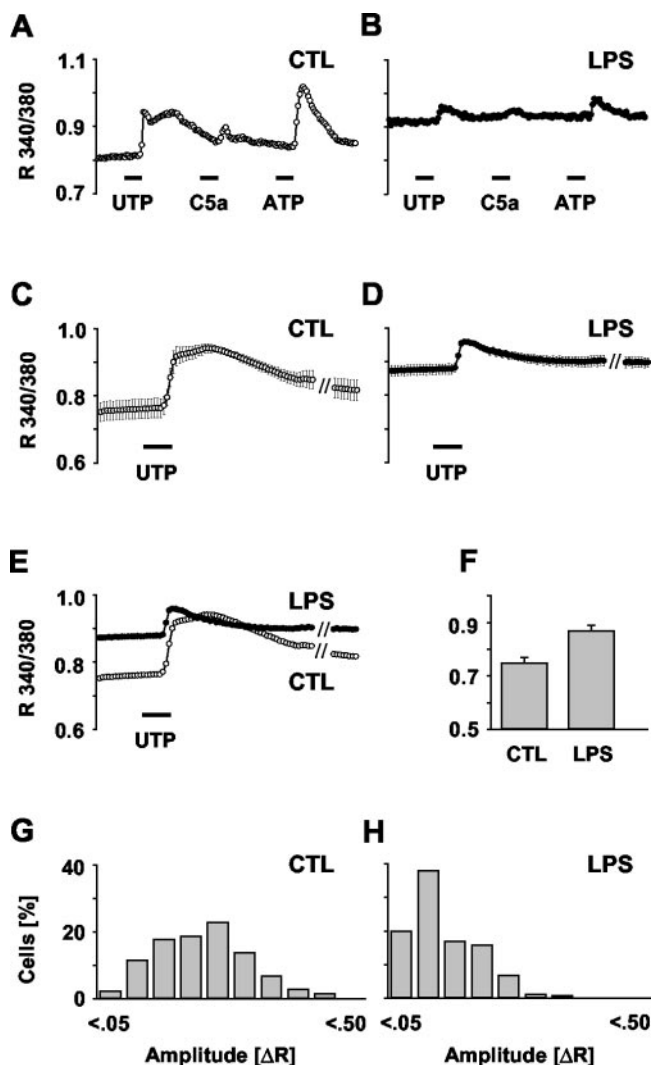 A
CTL
B
LPS
R 340/380
1.1
0.9
0.7
UTP
C5a
ATP
UTP
C5a
ATP
C
CTL
D
LPS
R 340/380
1.0
0.8
0.6
//
//
UTP
UTP
E
F
R 340/380
1.0
0.8
0.6
LPS
//
//
CTL
UTP
0.9
0.7
0.5
CTL
LPS
G
CTL
H
LPS
Cells [%]
40
20
0
<.05
<.50
<.05
<.50
Amplitude [ΔR]
Amplitude [ΔR]